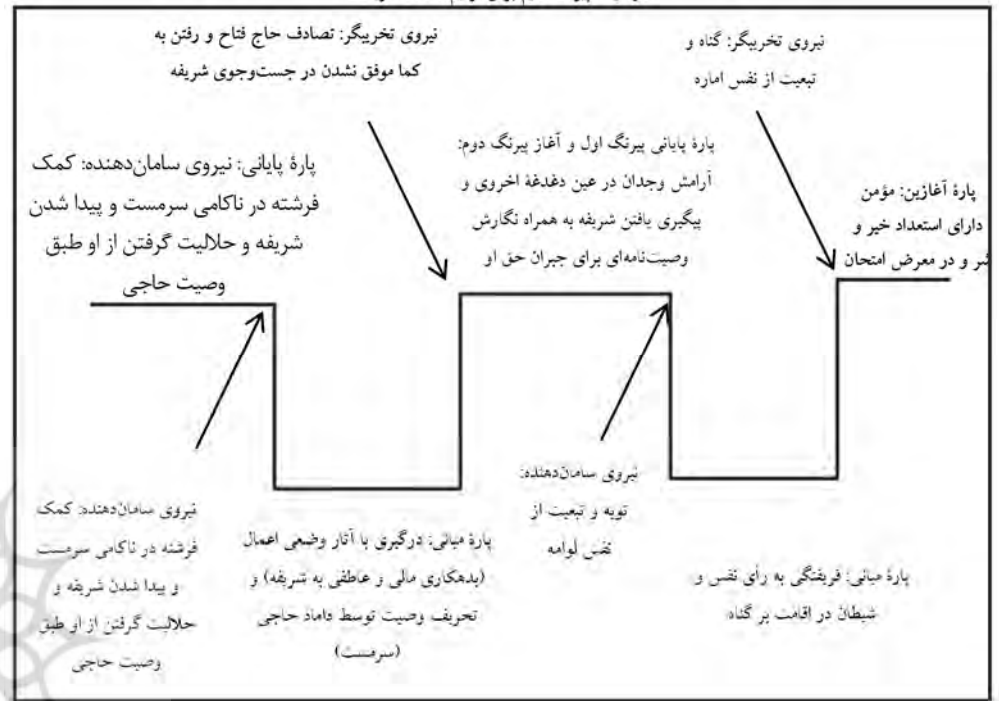 نیروی تخریبگر: گناه و
تبعیت از نفس اماره
پارۀ آغازین: مؤمن
دارای استعداد خیر و
شر و در معرض امتحان
پارۀ میانی: فریفتگی به رأی نفس و
شیطان در اقامت بر گناه
نیروی سامان‌دهنده:
توبه و تبعیت از
نفس لوامه
پارۀ پایانی پیرنگ اول و آغاز پیرنگ دوم:
آرامش وجدان در عین دغدغۀ اخروی و
پیگیری یافتن شریفه به همراه نگارش
وصیت‌نامه‌ای برای جبران حق او
نیروی تخریبگر: تصادف حاج فتاح و رفتن به
کما موفق نشدن در جست‌وجوی شریفه
پارۀ میانی: درگیری با آثار وضعی اعمال
(بدهکاری مالی و عاطفی به شریفه) و
تحریف وصیت توسط داماد حاجی
(سرمست)
نیروی سامان‌دهنده: کمک
فرشته در ناکامی سرمست
و پیدا شدن شریفه و
حلالیت گرفتن از او طبق
وصیت حاجی
پارۀ پایانی: نیروی سامان‌دهنده: کمک
فرشته در ناکامی سرمست و پیدا شدن
شریفه و حلالیت گرفتن از او طبق
وصیت حاجی